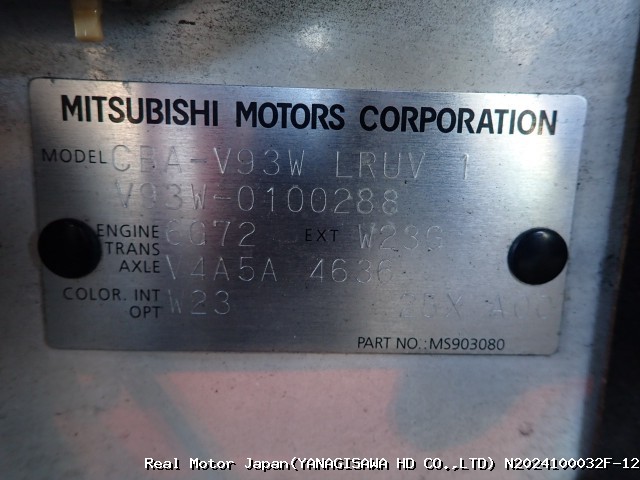 MITSUBISHI MOTORS CORPORATION
MODEL CBA-V93W LRUV 1
V93W-0100288
ENGINE 6G72 EXT W23G
TRANS
AXLE V4A5A 4636
COLOR. INT W23
OPT
PART NO.:MS903080
Real Motor Japan(YANAGISAWA HD CO.,LTD) N2024100032F-12